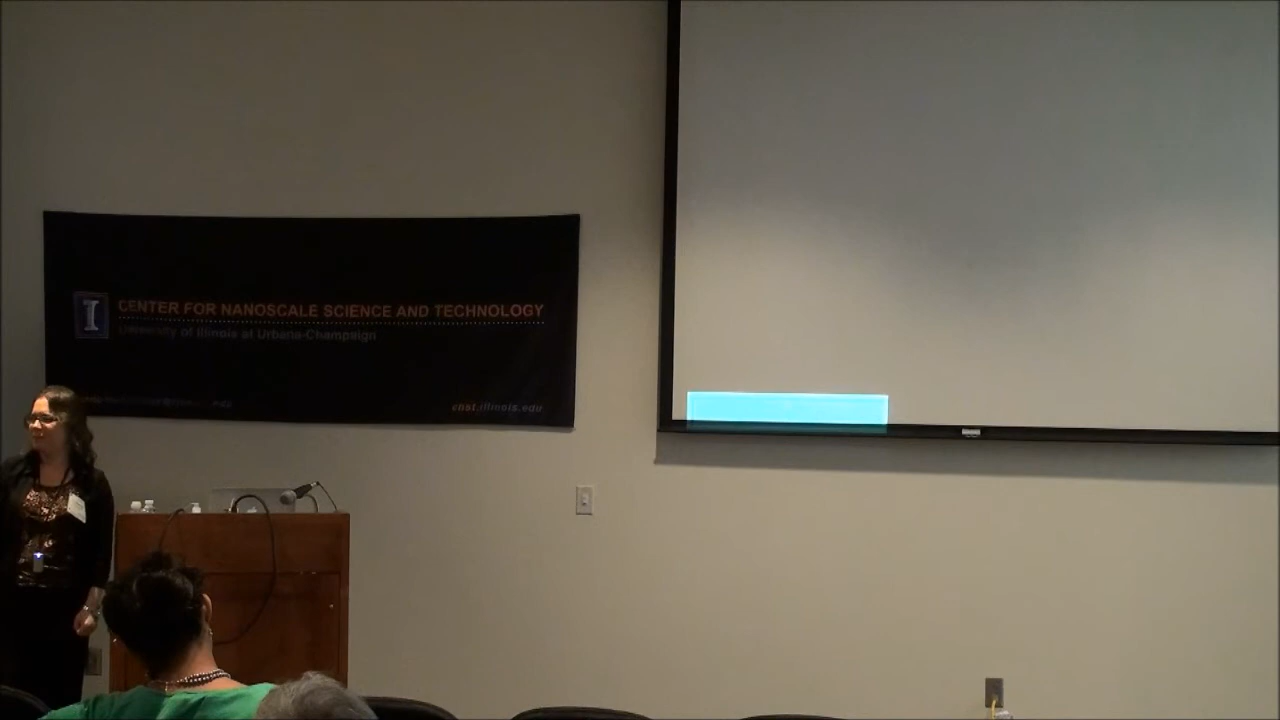 I
CENTER FOR NANOSCALE SCIENCE AND TECHNOLOGY
University of Illinois at Urbana-Champaign
cnst.illinois.edu